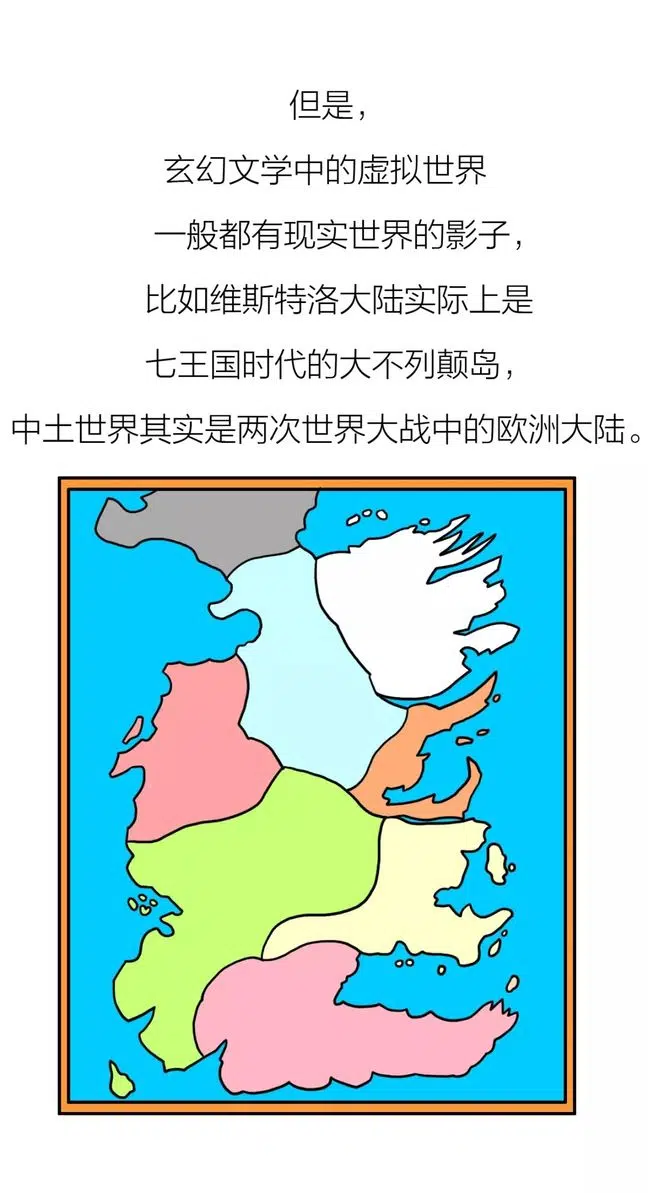 但是，
玄幻文学中的虚拟世界
一般都有现实世界的影子，
比如维斯特洛大陆实际上是
七王国时代的大不列颠岛，
中土世界其实是两次世界大战中的欧洲大陆。